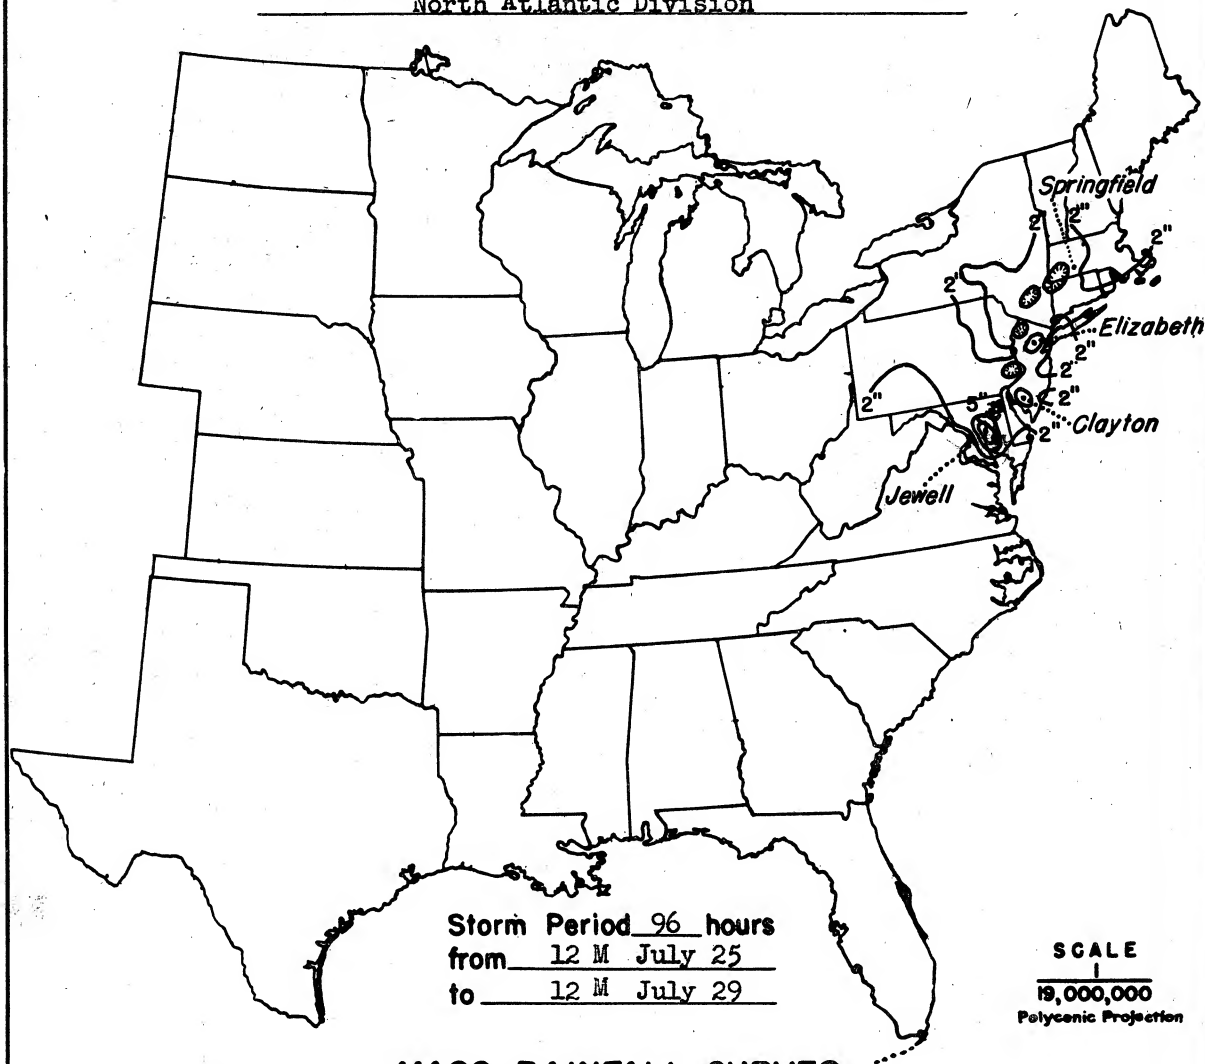 North Atlantic Division
Springfield
2"
2"
2"
2"
Elizabeth
2"
2"
2"
5"
2"
2"
Clayton
Jewell
Storm Period 96 hours
from 12 M July 25
to 12 M July 29
SCALE
1
19,000,000
Polyconic Projection